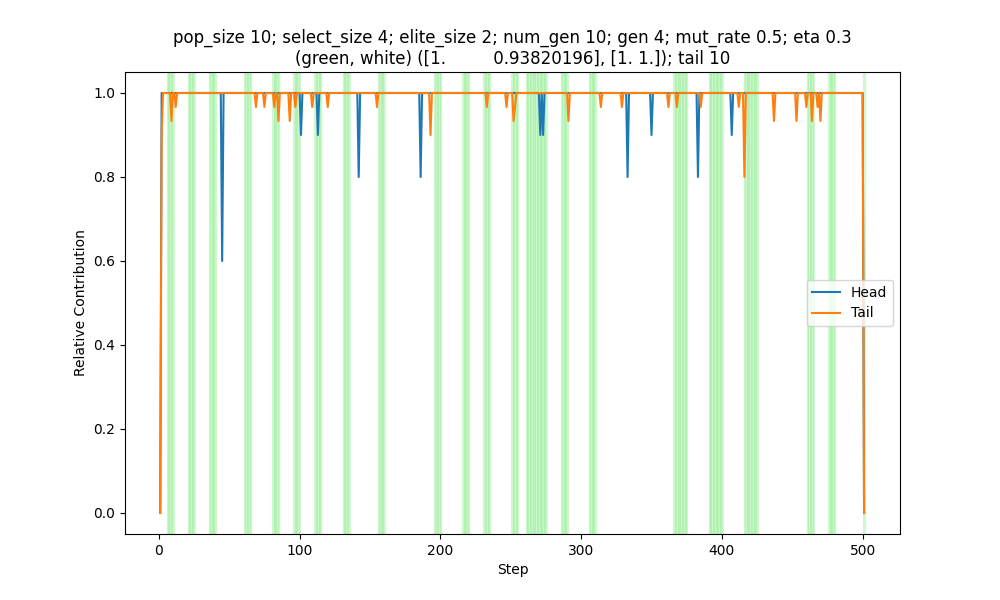 pop_size 10; select_size 4; elite_size 2; num_gen 10; gen 4; mut_rate 0.5; eta 0.3
(green, white) ([1.         0.93820196], [1. 1.]); tail 10
1.0
0.8
0.6
0.4
0.2
0.0
Relative Contribution
Head
Tail
0
100
200
300
400
500
Step